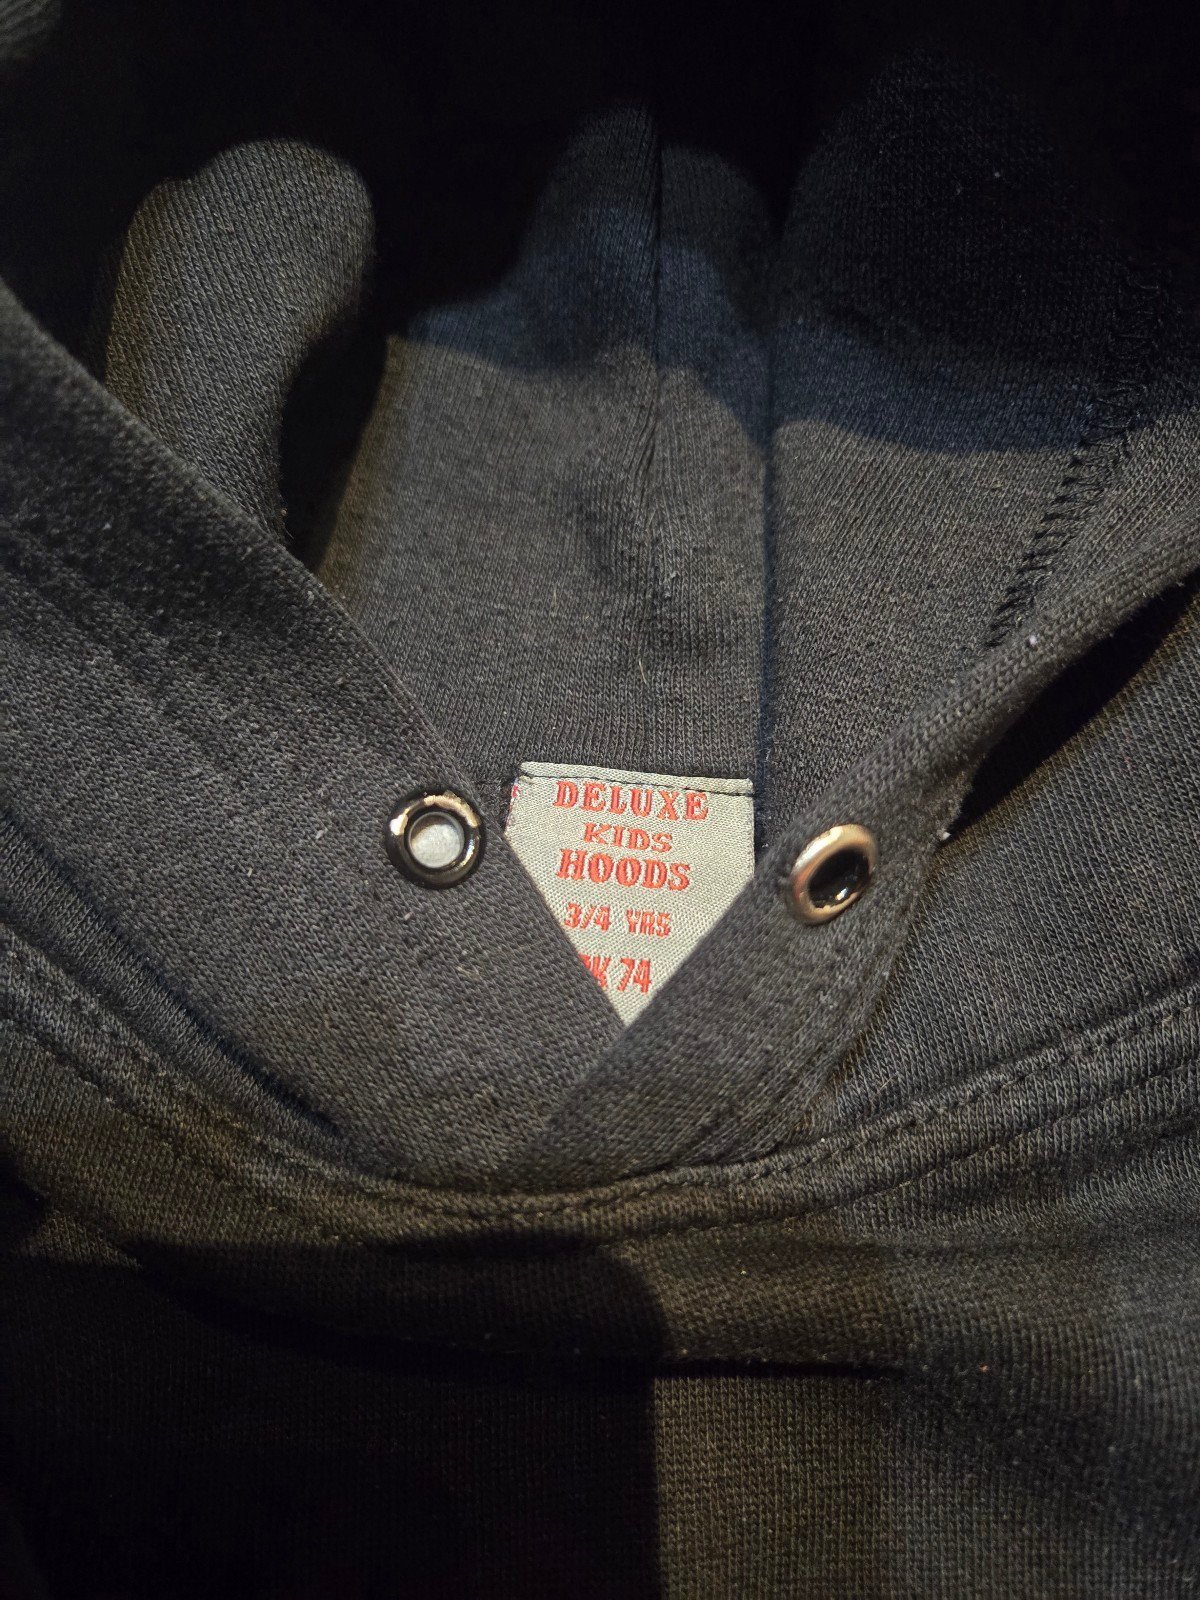 DELUXE
KIDS
HOODS
3/4 YRS
74